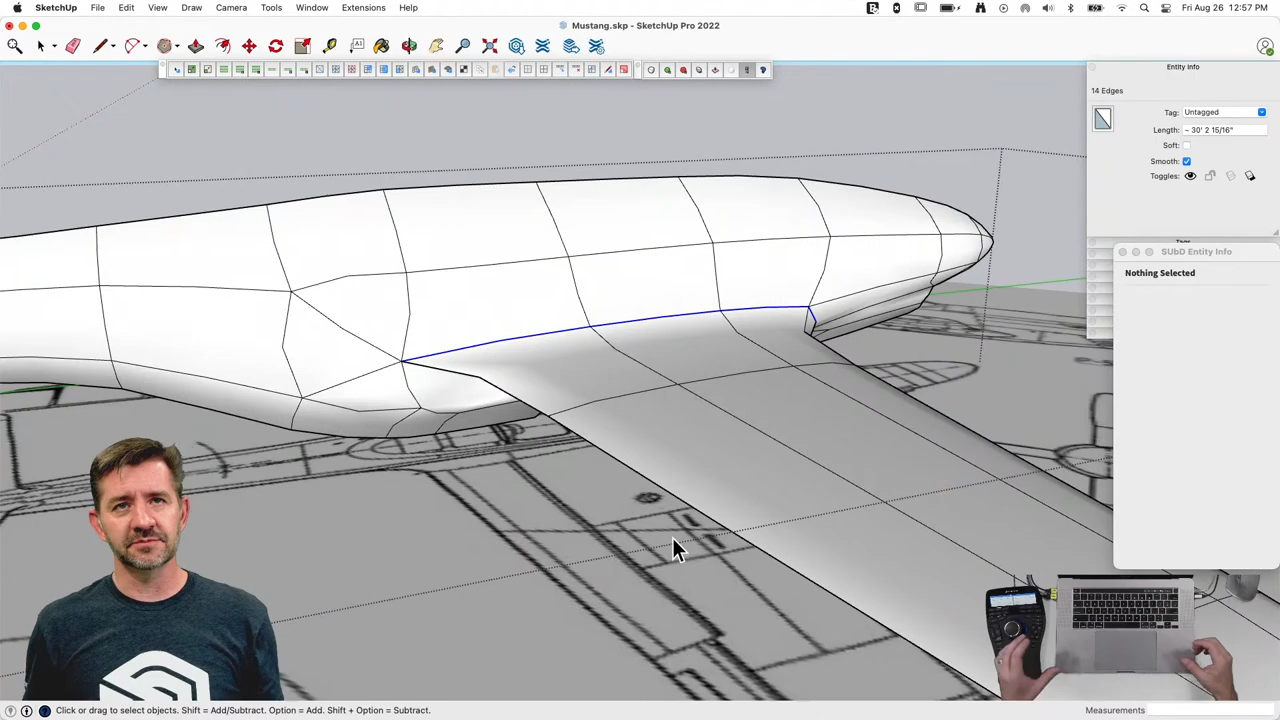 SketchUp File Edit View Draw Camera Tools Window Extensions Help
Fri Aug 26 12:57 PM
Mustang.skp - SketchUp Pro 2022
Entity Info
14 Edges
Tag: Untagged
Length: ~ 30' 2 15/16"
Soft:
Smooth:
Toggles:
Tags
SUbD Entity Info
Nothing Selected
Click or drag to select objects. Shift = Add/Subtract. Option = Add. Shift + Option = Subtract.
Measurements